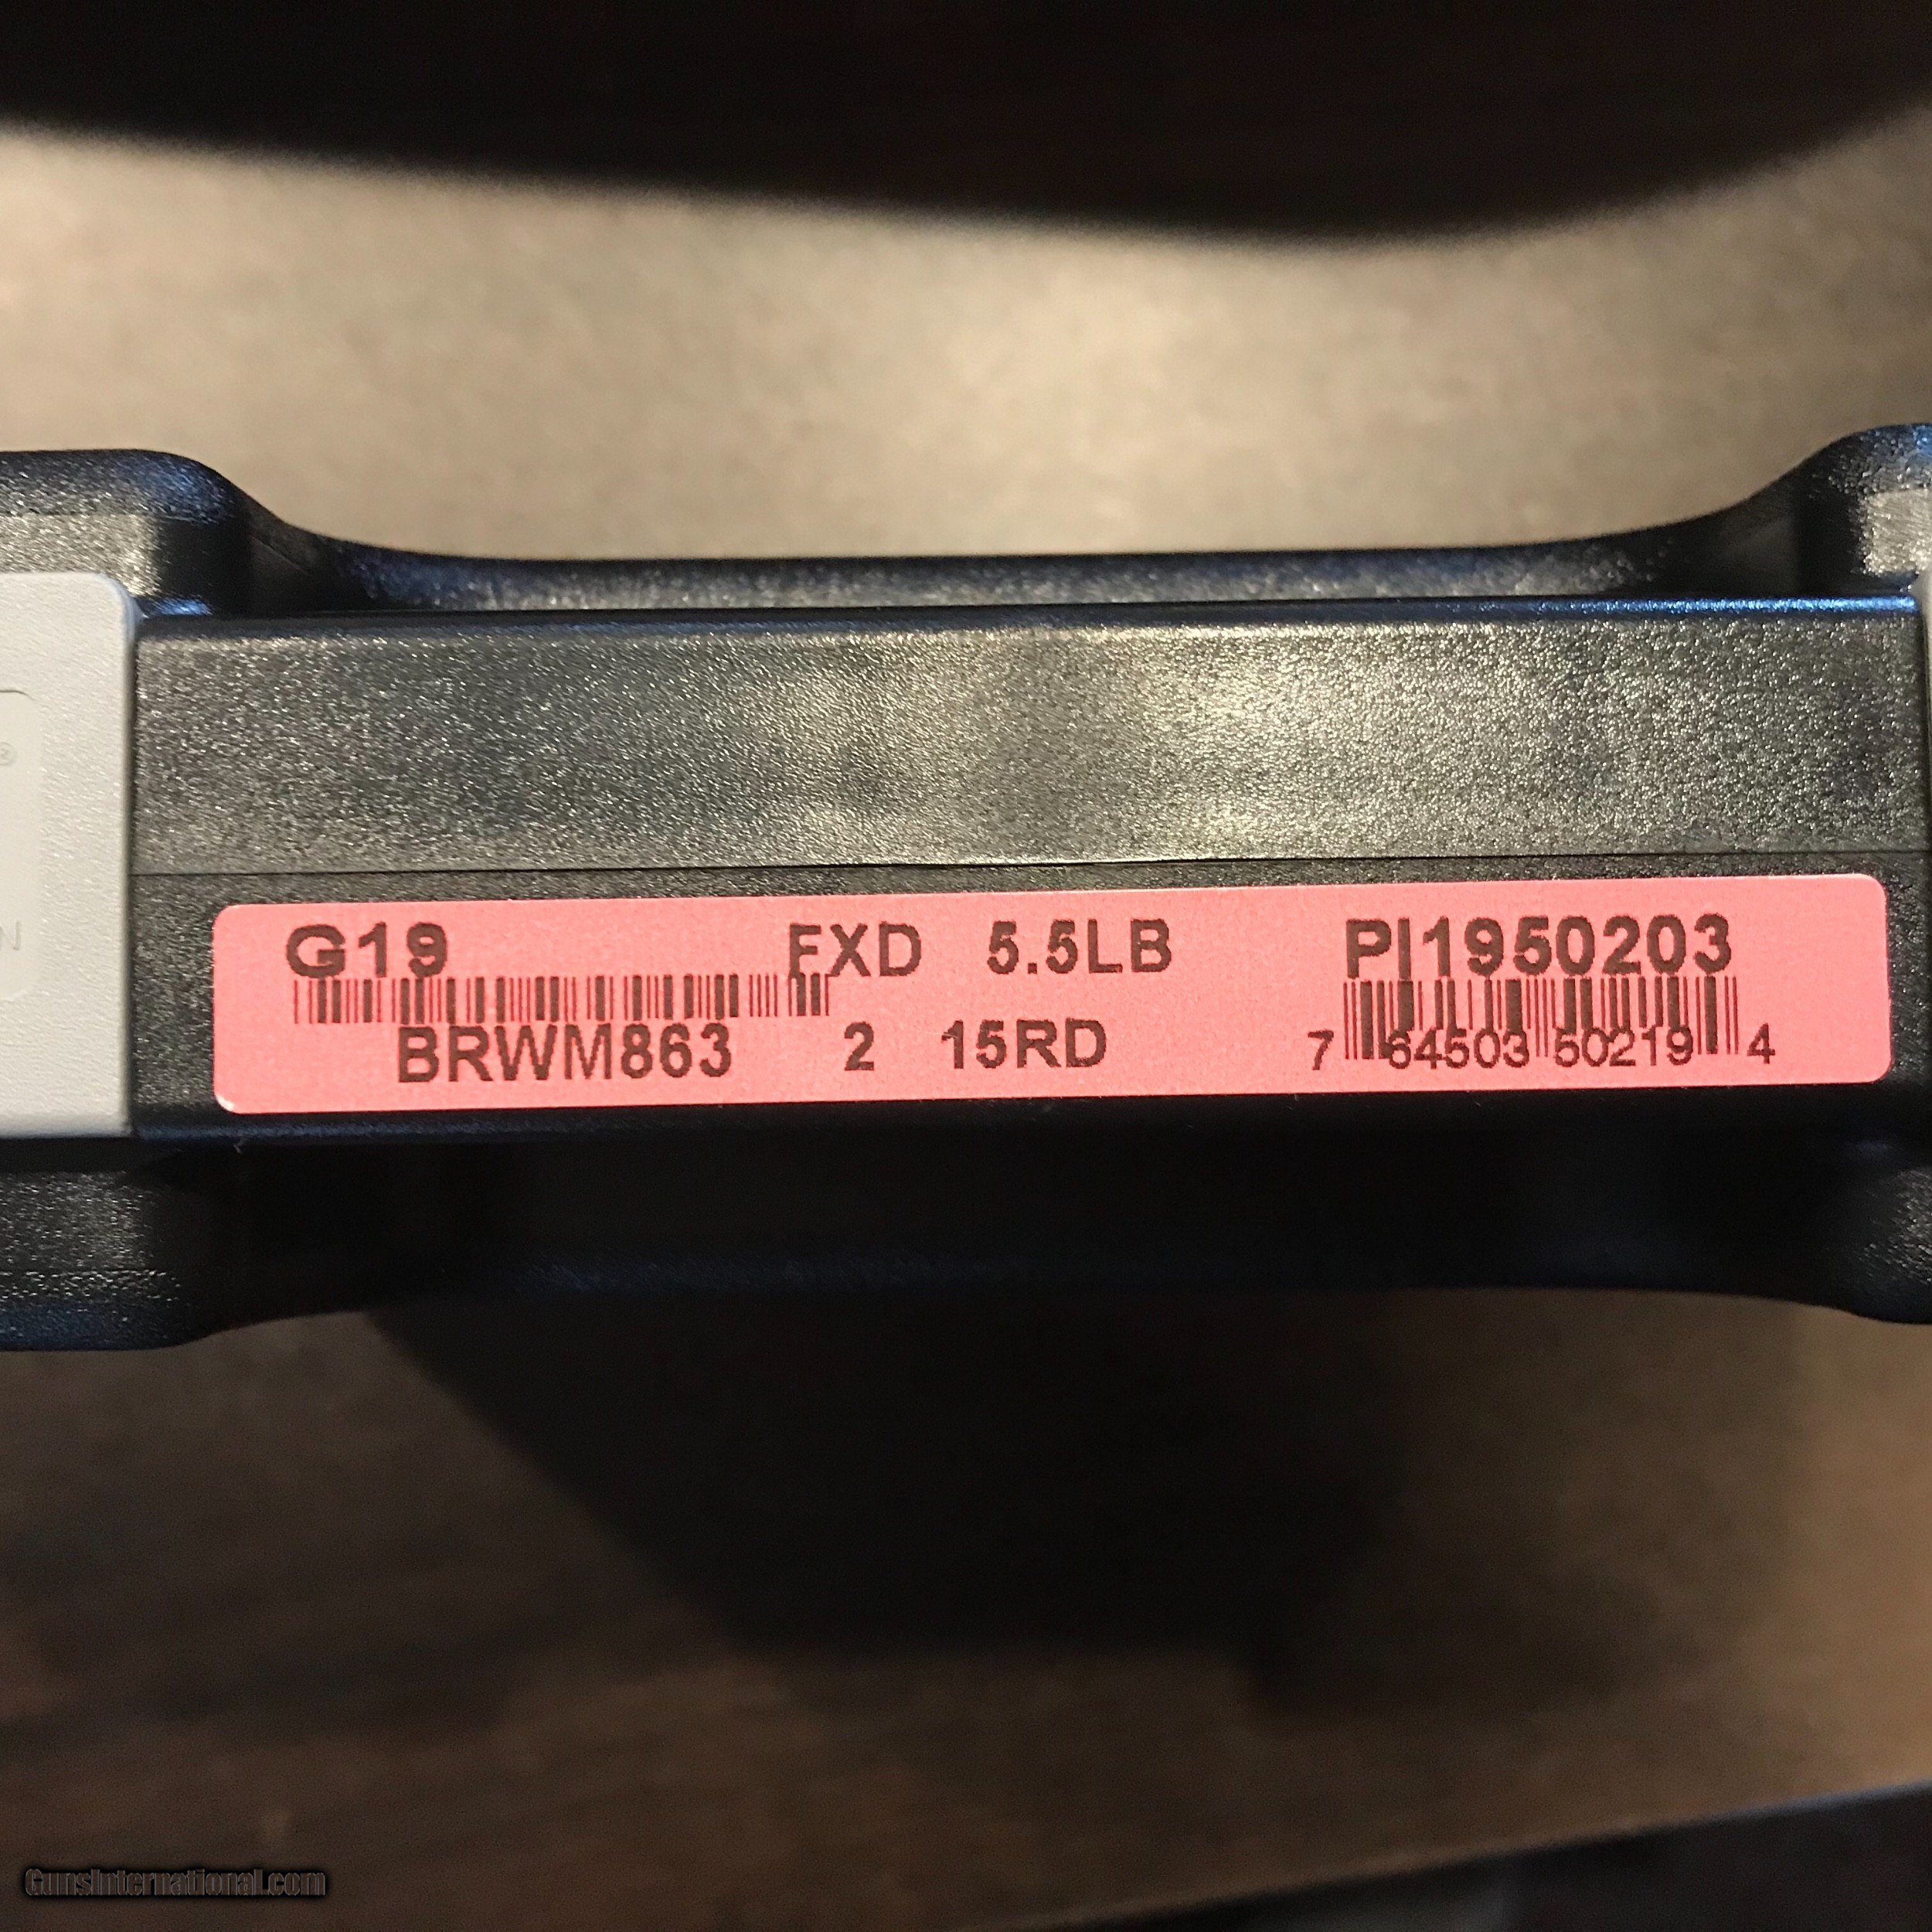 G19 FXD 5.5LB PI1950203
BRWM863 2 15RD 7 64503 50219 4
®
N
GunsInternational.com